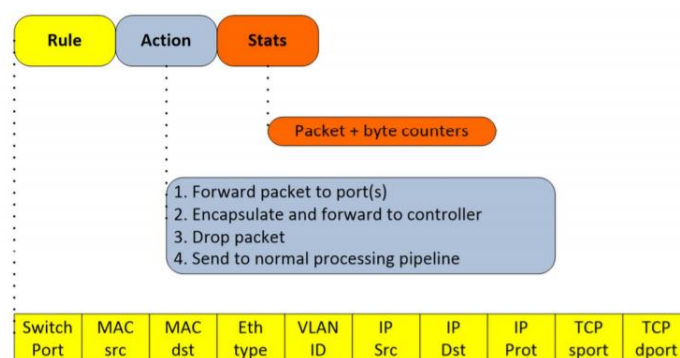 Rule Action Stats
Packet + byte counters
1. Forward packet to port(s)
2. Encapsulate and forward to controller
3. Drop packet
4. Send to normal processing pipeline
Switch MAC MAC Eth VLAN IP IP IP TCP TCP
Port src dst type ID Src Dst Prot sport dport